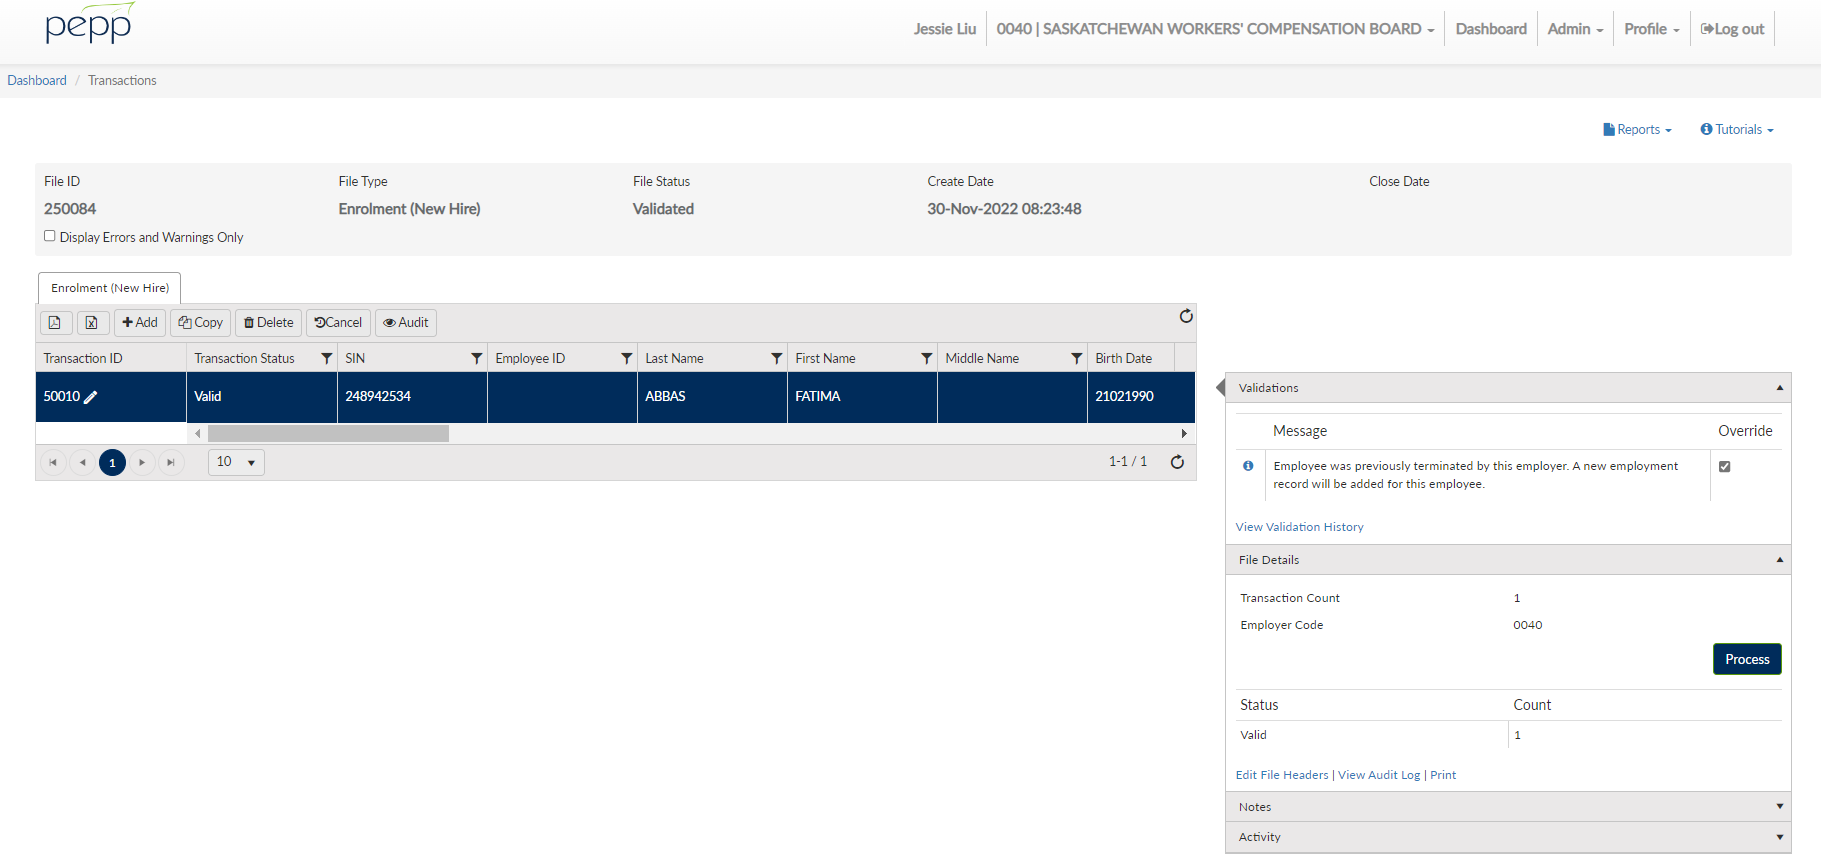 pepp
Jessie Liu 0040 | SASKATCHEWAN WORKERS' COMPENSATION BOARD Dashboard Admin Profile Log out
Dashboard / Transactions
Reports Tutorials
File ID File Type File Status Create Date Close Date
250084 Enrolment (New Hire) Validated 30-Nov-2022 08:23:48
Display Errors and Warnings Only
Enrolment (New Hire)
Add Copy Delete Cancel Audit
Transaction ID Transaction Status SIN Employee ID Last Name First Name Middle Name Birth Date
50010 Valid 248942534 ABBAS FATIMA 21021990
1 10 1-1 / 1
Validations
Message Override
Employee was previously terminated by this employer. A new employment
record will be added for this employee.
View Validation History
File Details
Transaction Count 1
Employer Code 0040
Process
Status Count
Valid 1
Edit File Headers | View Audit Log | Print
Notes
Activity